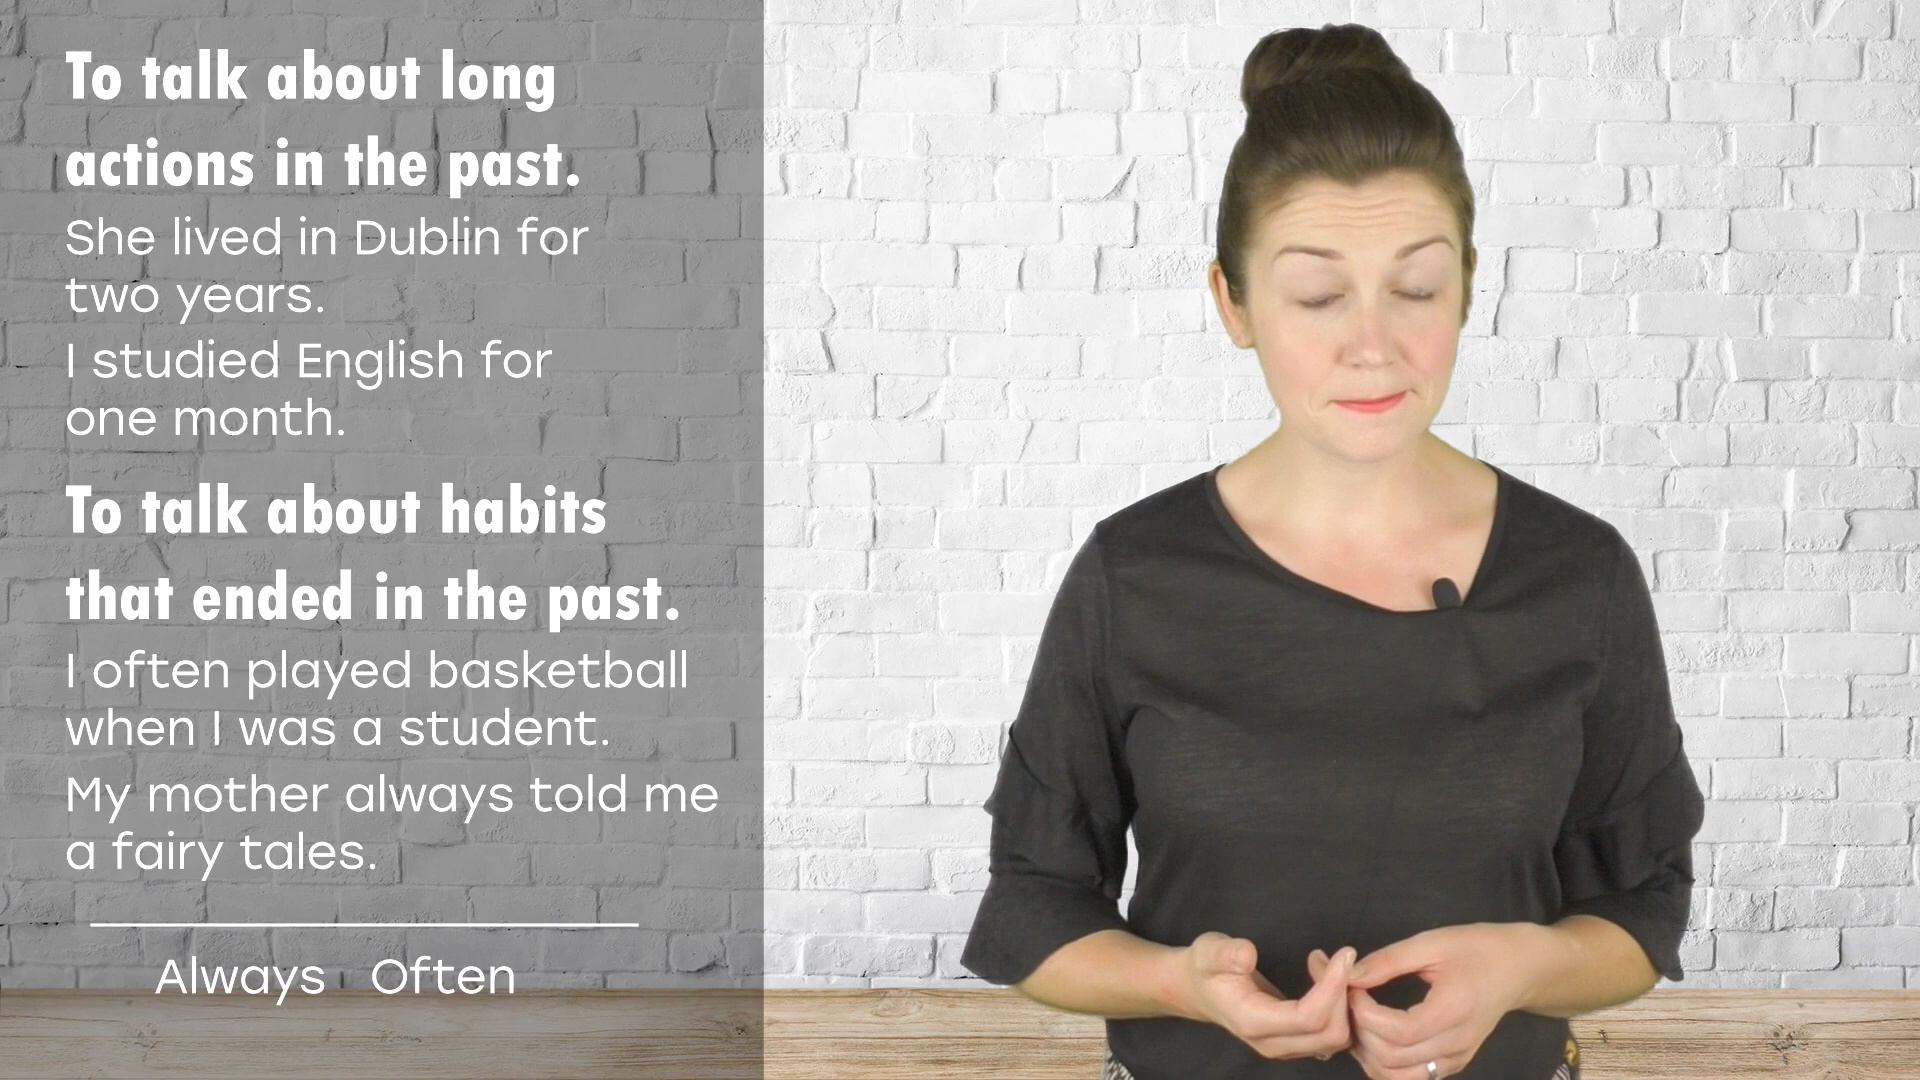 To talk about long
actions in the past.
She lived in Dublin for
two years.
I studied English for
one month.
To talk about habits
that ended in the past.
I often played basketball
when I was a student.
My mother always told me
a fairy tales.
Always Often